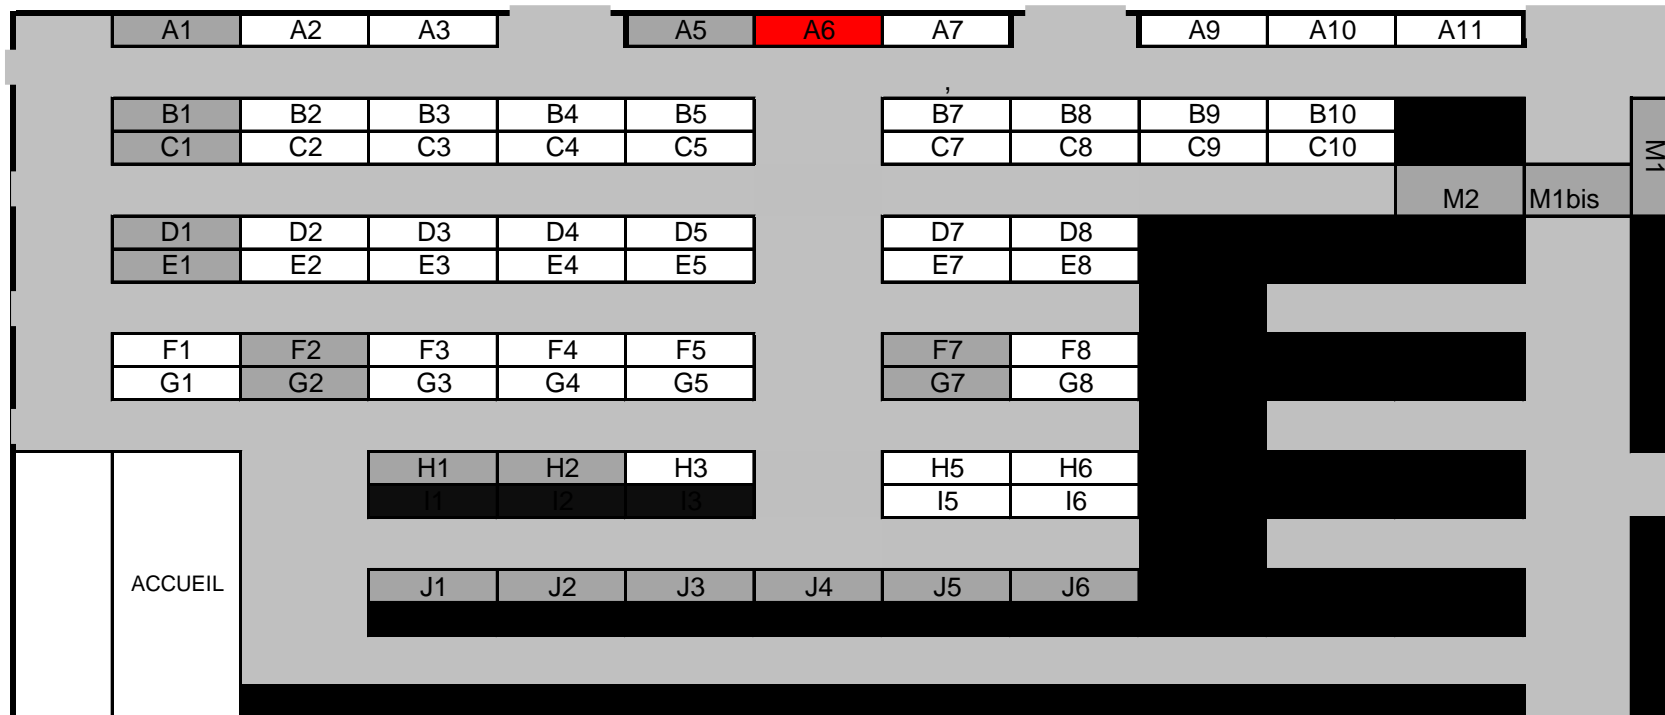 A1 A2 A3 A5 A6 A7 A9 A10 A11
,
B1 B2 B3 B4 B5 B7 B8 B9 B10
C1 C2 C3 C4 C5 C7 C8 C9 C10
M1
M2 M1bis
D1 D2 D3 D4 D5 D7 D8
E1 E2 E3 E4 E5 E7 E8
F1 F2 F3 F4 F5 F7 F8
G1 G2 G3 G4 G5 G7 G8
H1 H2 H3 H5 H6
I1 I2 I3 I5 I6
ACCUEIL
J1 J2 J3 J4 J5 J6